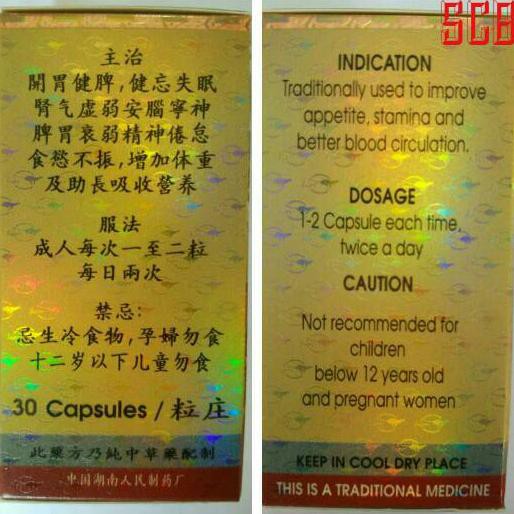 主治
開胃健脾,健忘失眠
腎气虚弱安腦寧神
脾胃衰弱精神倦怠
食慾不振,增加体重
及助長吸收營养
服法
成人每次一至二粒
每日兩次
禁忌:
忌生冷食物,孕婦勿食
十二岁以下儿童勿食
30 Capsules / 粒庄
此藥方乃純中草藥配制
中国湖南人民制药厂
SGB
INDICATION
Traditionally used to improve
appetite, stamina and
better blood circulation.
DOSAGE
1-2 Capsule each time,
twice a day
CAUTION
Not recommended for
children
below 12 years old
and pregnant women
KEEP IN COOL DRY PLACE
THIS IS A TRADITIONAL MEDICINE